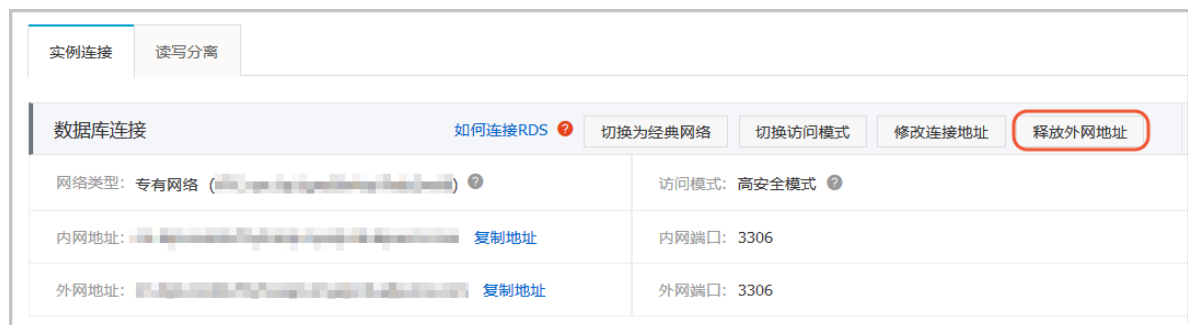 实例连接 读写分离
数据库连接 如何连接RDS 切换为经典网络 切换访问模式 修改连接地址 释放外网地址
网络类型: 专有网络 ( ) 访问模式: 高安全模式
内网地址: 复制地址 内网端口: 3306
外网地址: 复制地址 外网端口: 3306